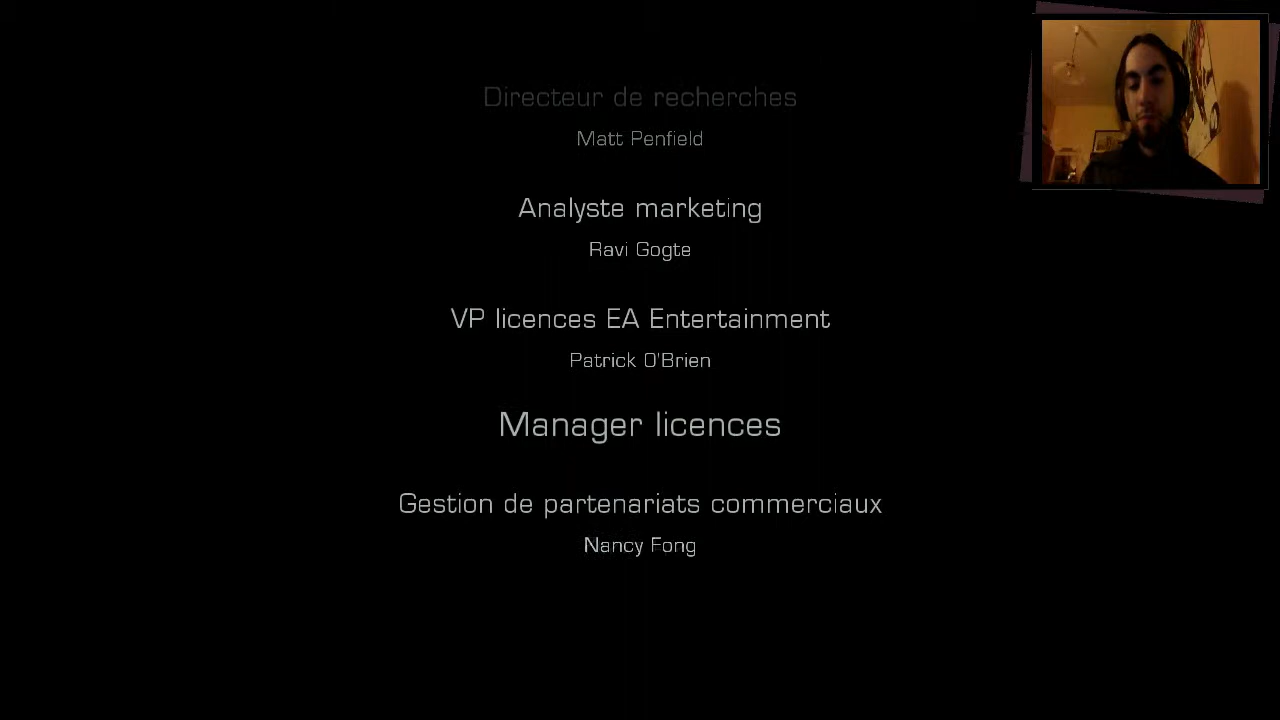 Directeur de recherches
Matt Penfield
Analyste marketing
Ravi Gogte
VP licences EA Entertainment
Patrick O'Brien
Manager licences
Gestion de partenariats commerciaux
Nancy Fong